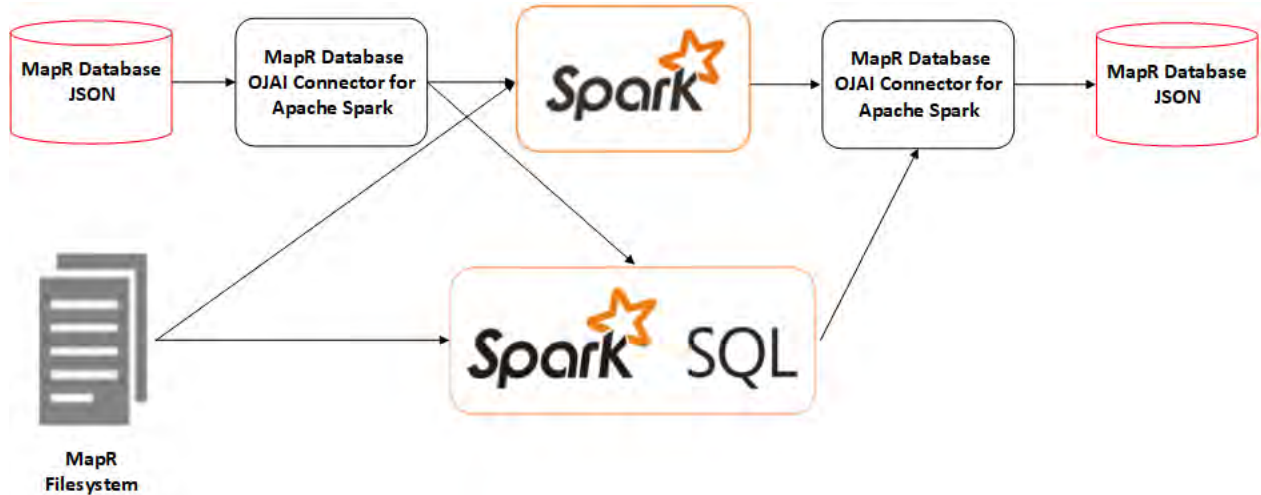 MapR Database
JSON
MapR Database
OJAI Connector for
Apache Spark
Spark
MapR Database
OJAI Connector for
Apache Spark
MapR Database
JSON
Spark SQL
MapR
Filesystem